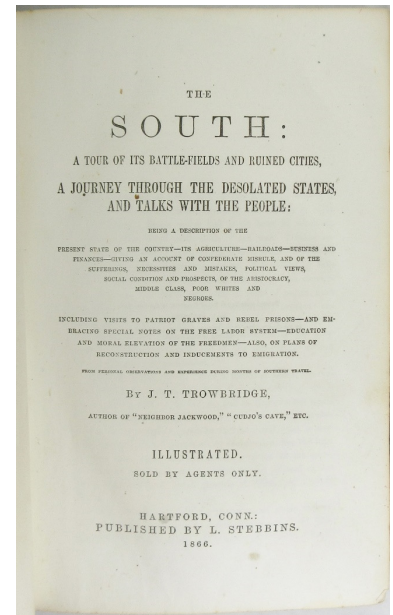 THE
SOUTH:
A TOUR OF ITS BATTLE-FIELDS AND RUINED CITIES,
A JOURNEY THROUGH THE DESOLATED STATES,
AND TALKS WITH THE PEOPLE:
BEING A DESCRIPTION OF THE
PRESENT STATE OF THE COUNTRY—ITS AGRICULTURE—RAILROADS—BUSINESS AND
FINANCES—GIVING AN ACCOUNT OF CONFEDERATE MISRULE, AND OF THE
SUFFERINGS, NECESSITIES AND MISTAKES, POLITICAL VIEWS,
SOCIAL CONDITION AND PROSPECTS, OF THE ARISTOCRACY,
MIDDLE CLASS, POOR WHITES AND
NEGROES.
INCLUDING VISITS TO PATRIOT GRAVES AND REBEL PRISONS—AND EM-
BRACING SPECIAL NOTES ON THE FREE LABOR SYSTEM—EDUCATION
AND MORAL ELEVATION OF THE FREEDMEN—ALSO, ON PLANS OF
RECONSTRUCTION AND INDUCEMENTS TO EMIGRATION.
FROM PERSONAL OBSERVATIONS AND EXPERIENCE DURING MONTHS OF SOUTHERN TRAVEL.
BY J. T. TROWBRIDGE,
AUTHOR OF "NEIGHBOR JACKWOOD," "CUDJO'S CAVE," ETC.
ILLUSTRATED.
SOLD BY AGENTS ONLY.
HARTFORD, CONN.:
PUBLISHED BY L. STEBBINS.
1866.